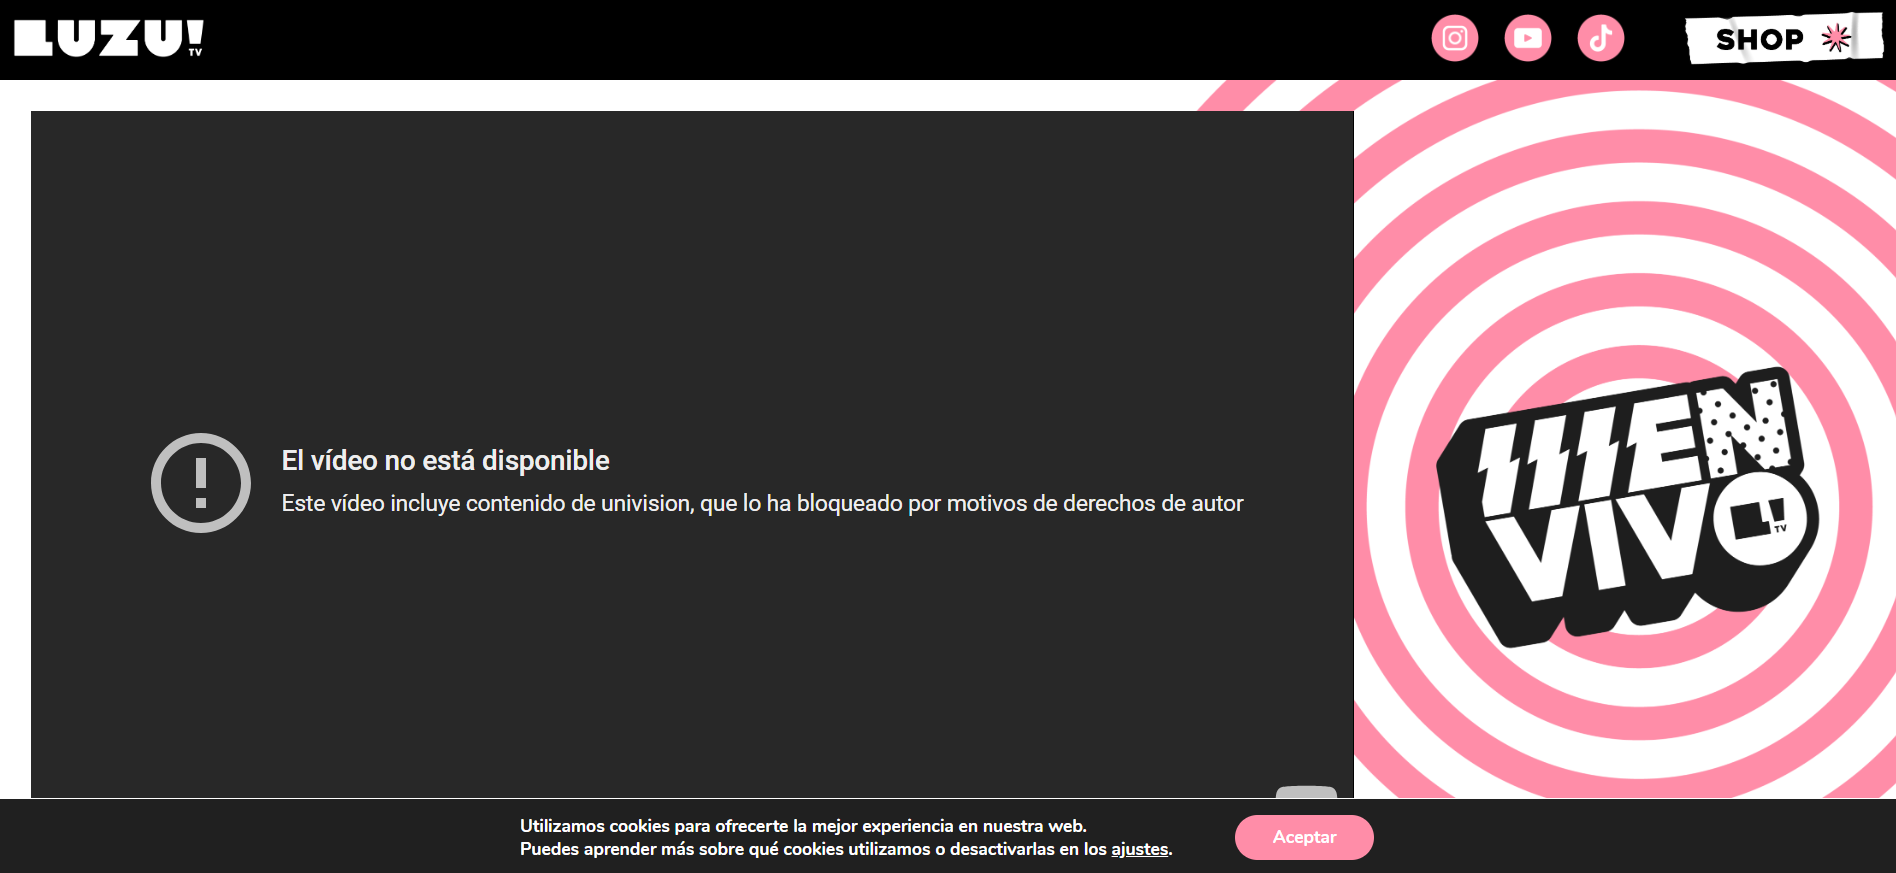 LUZU!
TV
SHOP
El vídeo no está disponible
Este vídeo incluye contenido de univision, que lo ha bloqueado por motivos de derechos de autor
EN
VIVO
TV
Utilizamos cookies para ofrecerte la mejor experiencia en nuestra web.
Puedes aprender más sobre qué cookies utilizamos o desactivarlas en los ajustes.
Aceptar